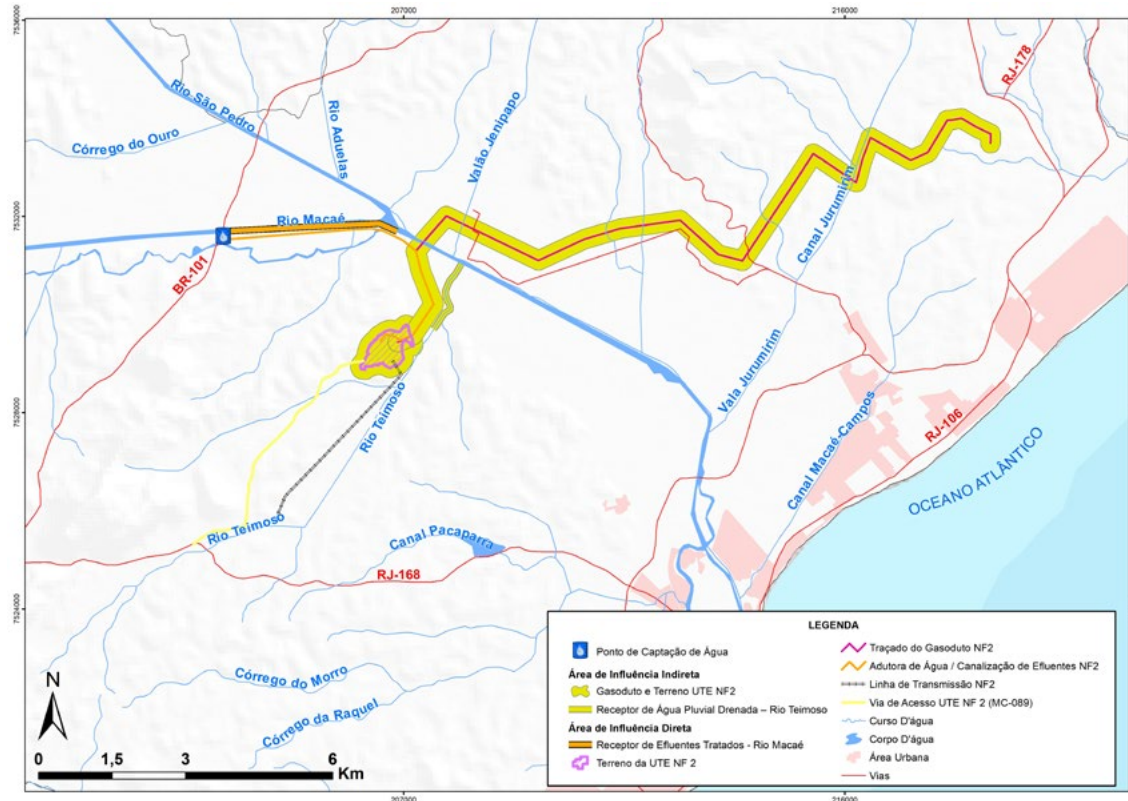 207000
216000
7536000
RJ-178
Rio São Pedro
Rio Aduelas
Córrego do Ouro
Valão Jenipapo
Canal Jurumirim
7532000
Rio Macaé
BR-101
Vala Jurumirim
7528000
Rio Teimoso
Canal Macaé-Campos
RJ-106
OCEANO ATLÂNTICO
Rio Teimoso
Canal Pacaparra
RJ-168
7524000
Córrego do Morro
Córrego da Raquel
N
0 1,5 3 6
Km
LEGENDA
Ponto de Captação de Água
Área de Influência Indireta
Gasoduto e Terreno UTE NF2
Receptor de Água Pluvial Drenada – Rio Teimoso
Área de Influência Direta
Receptor de Efluentes Tratados - Rio Macaé
Terreno da UTE NF 2
Traçado do Gasoduto NF2
Adutora de Água / Canalização de Efluentes NF2
Linha de Transmissão NF2
Via de Acesso UTE NF 2 (MC-089)
Curso D'água
Corpo D'água
Área Urbana
Vias
207000
216000